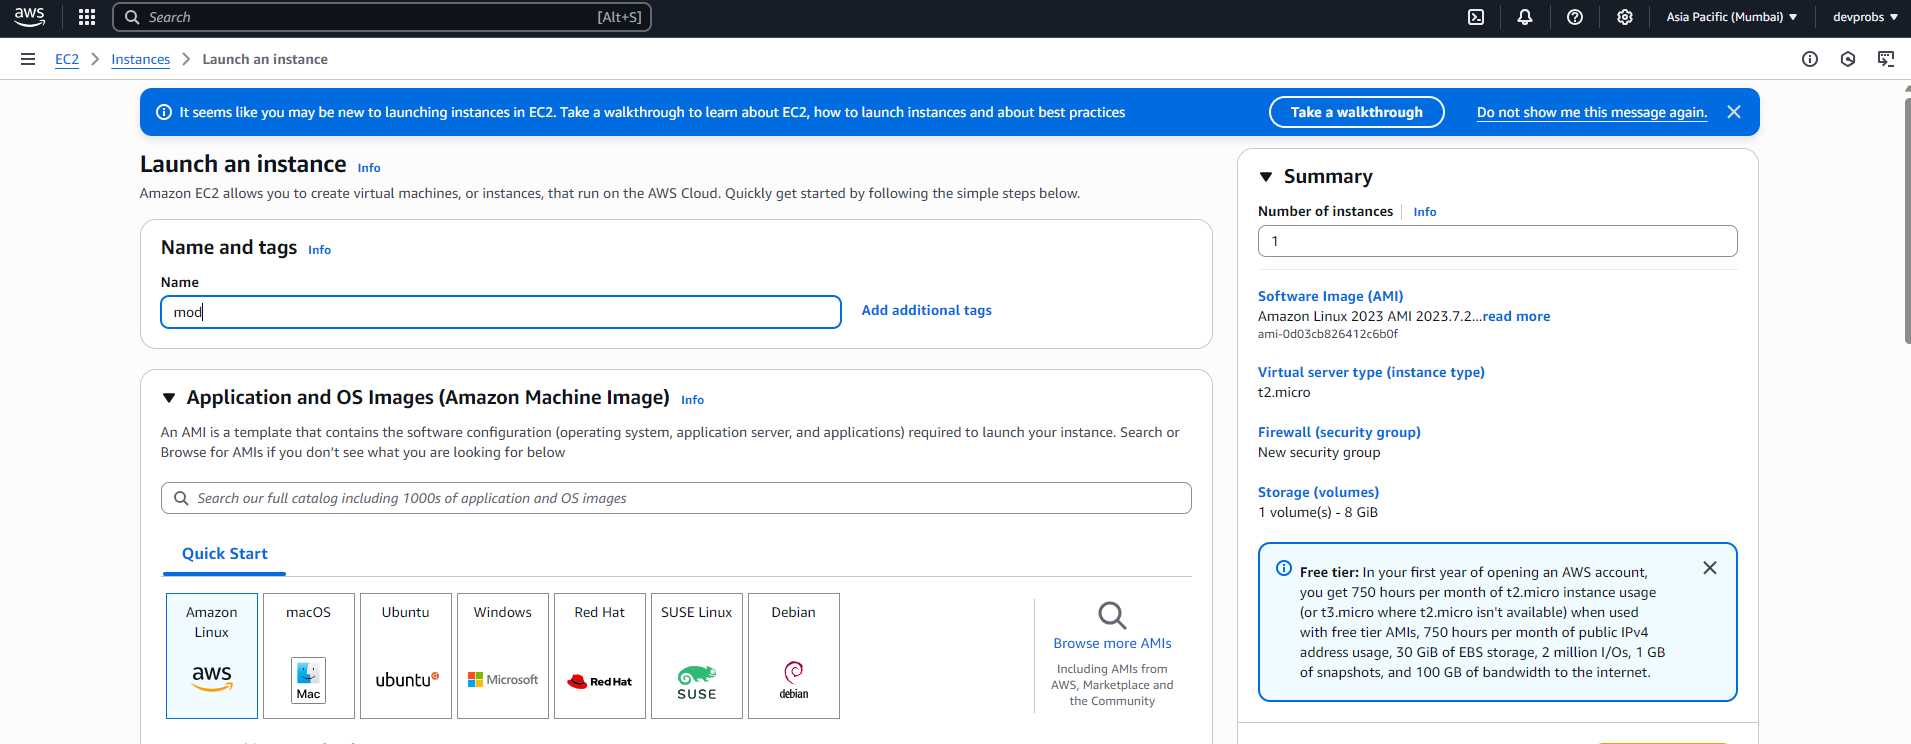 aws
Search
[Alt+S]
Asia Pacific (Mumbai)
devprobs
EC2
Instances
Launch an instance
It seems like you may be new to launching instances in EC2. Take a walkthrough to learn about EC2, how to launch instances and about best practices
Take a walkthrough
Do not show me this message again.
Launch an instance Info
Amazon EC2 allows you to create virtual machines, or instances, that run on the AWS Cloud. Quickly get started by following the simple steps below.
Name and tags Info
Name
mod
Add additional tags
Application and OS Images (Amazon Machine Image) Info
An AMI is a template that contains the software configuration (operating system, application server, and applications) required to launch your instance. Search or
Browse for AMIs if you don't see what you are looking for below
Search our full catalog including 1000s of application and OS images
Quick Start
Amazon
Linux
aws
macOS
Mac
Ubuntu
ubuntu
Windows
Microsoft
Red Hat
Red Hat
SUSE Linux
SUSE
Debian
debian
Browse more AMIs
Including AMIs from
AWS, Marketplace and
the Community
Summary
Number of instances Info
1
Software Image (AMI)
Amazon Linux 2023 AMI 2023.7.2...read more
ami-0d03cb826412c6b0f
Virtual server type (instance type)
t2.micro
Firewall (security group)
New security group
Storage (volumes)
1 volume(s) - 8 GiB
Free tier: In your first year of opening an AWS account,
you get 750 hours per month of t2.micro instance usage
(or t3.micro where t2.micro isn't available) when used
with free tier AMIs, 750 hours per month of public IPv4
address usage, 30 GiB of EBS storage, 2 million I/Os, 1 GB
of snapshots, and 100 GB of bandwidth to the internet.